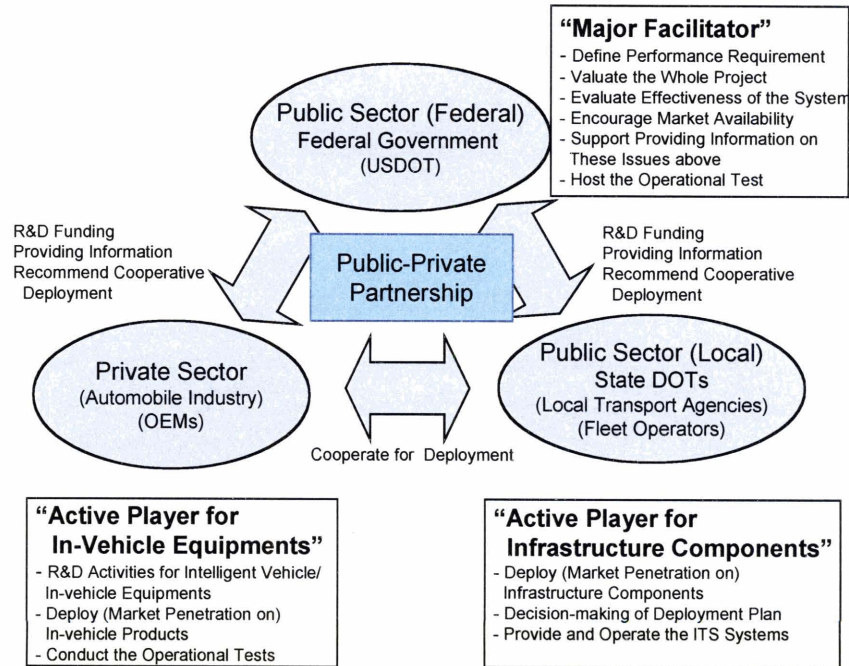 “Major Facilitator”
- Define Performance Requirement
- Valuate the Whole Project
- Evaluate Effectiveness of the System
- Encourage Market Availability
- Support Providing Information on
These Issues above
- Host the Operational Test
Public Sector (Federal)
Federal Government
(USDOT)
R&D Funding
Providing Information
Recommend Cooperative
Deployment
Public-Private
Partnership
R&D Funding
Providing Information
Recommend Cooperative
Deployment
Private Sector
(Automobile Industry)
(OEMs)
Public Sector (Local)
State DOTs
(Local Transport Agencies)
(Fleet Operators)
Cooperate for Deployment
“Active Player for
In-Vehicle Equipments”
- R&D Activities for Intelligent Vehicle/
In-vehicle Equipments
- Deploy (Market Penetration on)
In-vehicle Products
- Conduct the Operational Tests
“Active Player for
Infrastructure Components”
- Deploy (Market Penetration on)
Infrastructure Components
- Decision-making of Deployment Plan
- Provide and Operate the ITS Systems